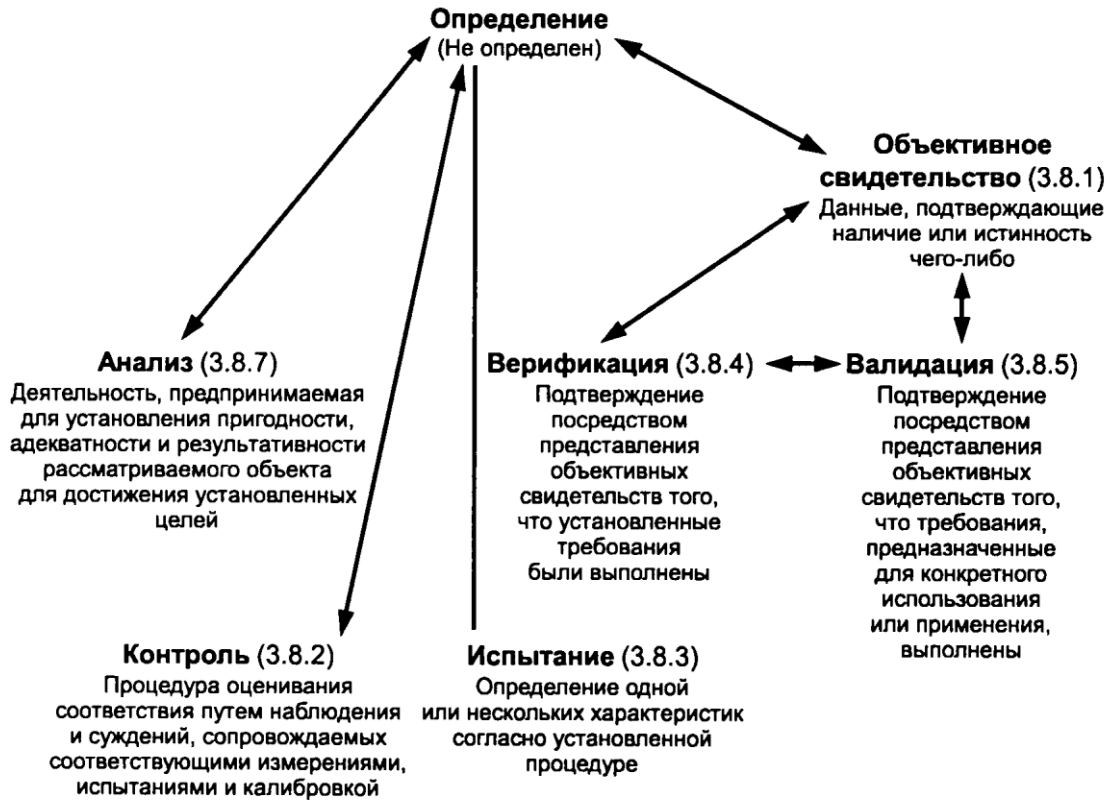 Определение
(Не определен)
Объективное
свидетельство (3.8.1)
Данные, подтверждающие
наличие или истинность
чего-либо
Анализ (3.8.7)
Деятельность, предпринимаемая
для установления пригодности,
адекватности и результативности
рассматриваемого объекта
для достижения установленных
целей
Верификация (3.8.4)
Подтверждение
посредством
представления
объективных
свидетельств того,
что установленные
требования
были выполнены
Валидация (3.8.5)
Подтверждение
посредством
представления
объективных
свидетельств того,
что требования,
предназначенные
для конкретного
использования
или применения,
выполнены
Контроль (3.8.2)
Процедура оценивания
соответствия путем наблюдения
и суждений, сопровождаемых
соответствующими измерениями,
испытаниями и калибровкой
Испытание (3.8.3)
Определение одной
или нескольких характеристик
согласно установленной
процедуре